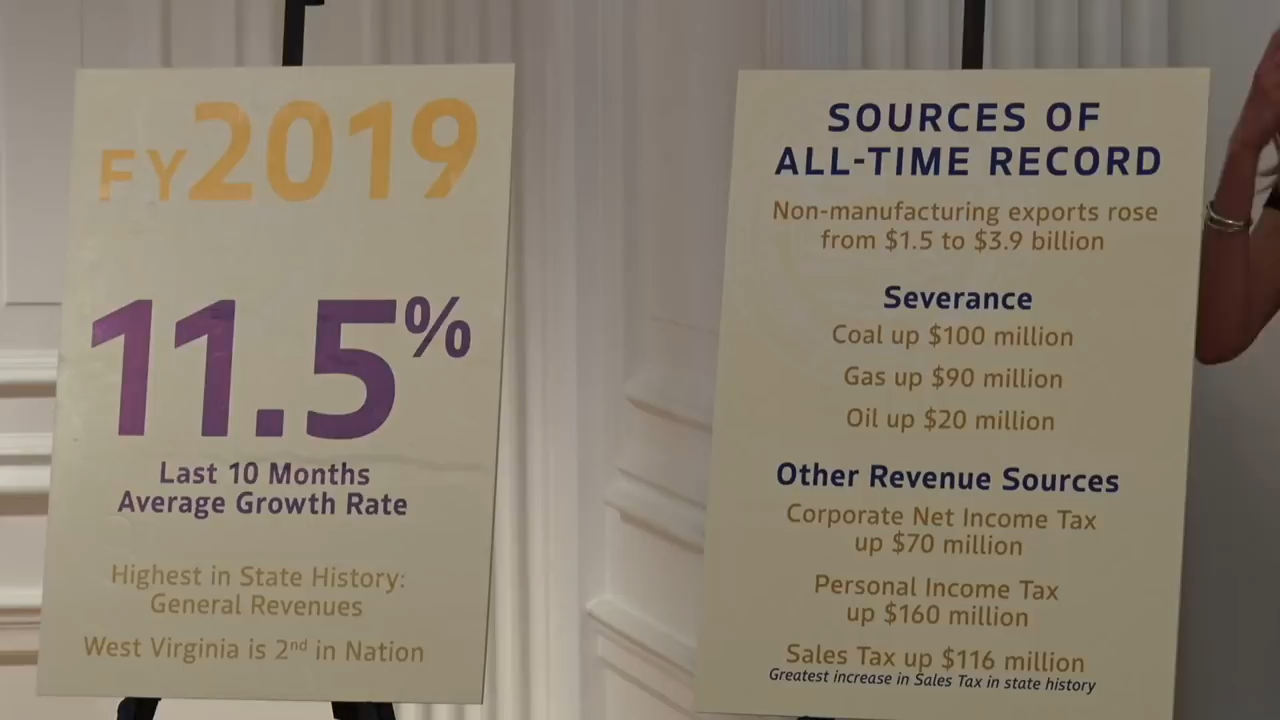 FY2019
11.5%
Last 10 Months
Average Growth Rate
Highest in State History:
General Revenues
West Virginia is 2nd in Nation
SOURCES OF
ALL-TIME RECORD
Non-manufacturing exports rose
from $1.5 to $3.9 billion
Severance
Coal up $100 million
Gas up $90 million
Oil up $20 million
Other Revenue Sources
Corporate Net Income Tax
up $70 million
Personal Income Tax
up $160 million
Sales Tax up $116 million
Greatest increase in Sales Tax in state history